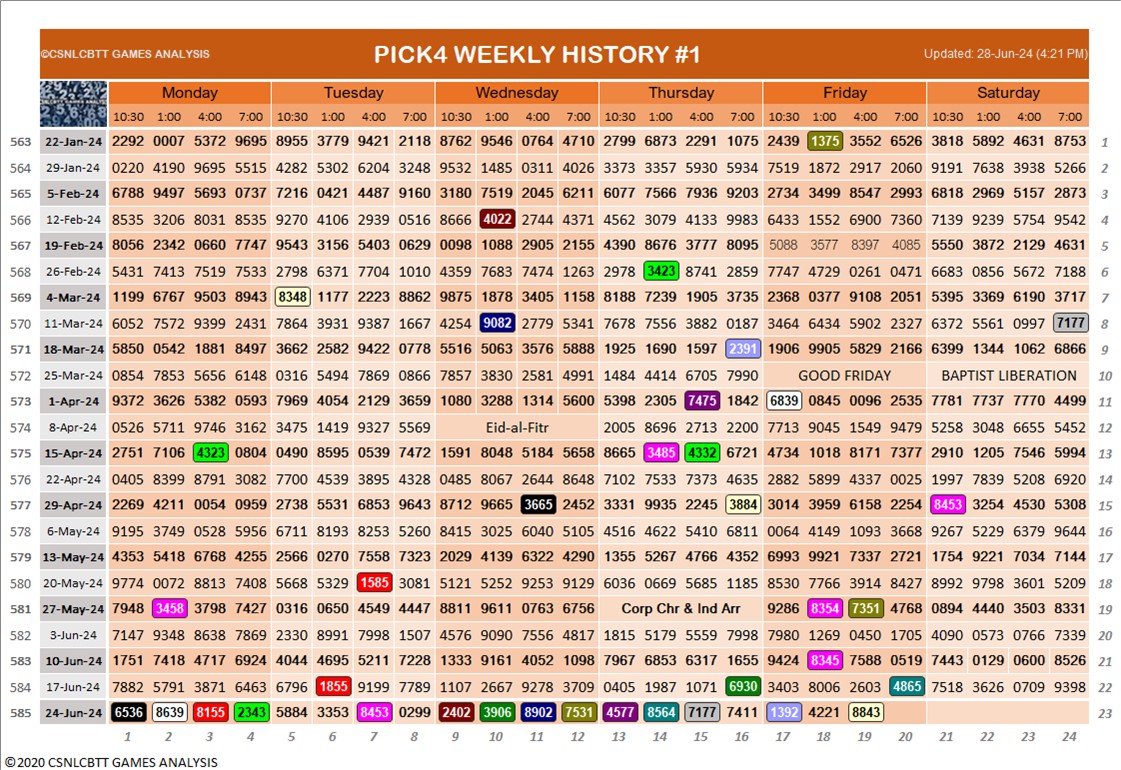 ©CSNLCBTT GAMES ANALYSIS PICK4 WEEKLY HISTORY #1 Updated: 28-Jun-24 (4:21 PM)
Monday Tuesday Wednesday Thursday Friday Saturday
10:30 1:00 4:00 7:00 10:30 1:00 4:00 7:00 10:30 1:00 4:00 7:00 10:30 1:00 4:00 7:00 10:30 1:00 4:00 7:00 10:30 1:00 4:00 7:00
563 22-Jan-24 2292 0007 5372 9695 8955 3779 9421 2118 8762 9546 0764 4710 2799 6873 2291 1075 2439 1375 3552 6526 3818 5892 4631 8753 1
564 29-Jan-24 0220 4190 9695 5515 4282 5302 6204 3248 9532 1485 0311 4026 3373 3357 5930 5934 7519 1872 2917 2060 9191 7638 3938 5266 2
565 5-Feb-24 6788 9497 5693 0737 7216 0421 4487 9160 3180 7519 2045 6211 6077 7566 7936 9203 2734 3499 8547 2993 6818 2969 5157 2873 3
566 12-Feb-24 8535 3206 8031 8535 9270 4106 2939 0516 8666 4022 2744 4371 4562 3079 4133 9983 6433 1552 6900 7360 7139 9239 5754 9542 4
567 19-Feb-24 8056 2342 0660 7747 9543 3156 5403 0629 0098 1088 2905 2155 4390 8676 3777 8095 5088 3577 8397 4085 5550 3872 2129 4631 5
568 26-Feb-24 5431 7413 7519 7533 2798 6371 7704 1010 4359 7683 7474 1263 2978 3423 8741 2859 7747 4729 0261 0471 6683 0856 5672 7188 6
569 4-Mar-24 1199 6767 9503 8943 8348 1177 2223 8862 9875 1878 3405 1158 8188 7239 1905 3735 2368 0377 9108 2051 5395 3369 6190 3717 7
570 11-Mar-24 6052 7572 9399 2431 7864 3931 9387 1667 4254 9082 2779 5341 7678 7556 3882 0187 3464 6434 5902 2327 6372 5561 0997 7177 8
571 18-Mar-24 5850 0542 1881 8497 3662 2582 9422 0778 5516 5063 3576 5888 1925 1690 1597 2391 1906 9905 5829 2166 6399 1344 1062 6866 9
572 25-Mar-24 0854 7853 5656 6148 0316 5494 7869 0866 7857 3830 2581 4991 1484 4414 6705 7990 GOOD FRIDAY BAPTIST LIBERATION 10
573 1-Apr-24 9372 3626 5382 0593 7969 4054 2129 3659 1080 3288 1314 5600 5398 2305 7475 1842 6839 0845 0096 2535 7781 7737 7770 4499 11
574 8-Apr-24 0526 5711 9746 3162 3475 1419 9327 5569 Eid-al-Fitr 2005 8696 2713 2200 7713 9045 1549 9479 5258 3048 6655 5452 12
575 15-Apr-24 2751 7106 4323 0804 0490 8595 0539 7472 1591 8048 5184 5658 8665 3485 4332 6721 4734 1018 8171 7377 2910 1205 7546 5994 13
576 22-Apr-24 0405 8399 8791 3082 7700 4539 3895 4328 0485 8067 2644 8648 7102 7533 7373 4635 2882 5899 4337 0025 1997 7839 5208 6920 14
577 29-Apr-24 2269 4211 0054 0959 2738 5531 6853 9643 8712 9665 3665 2452 3331 9935 2245 3884 3014 3959 6158 2254 8453 3254 4530 5308 15
578 6-May-24 9195 3749 0528 5956 6711 8193 8253 5260 8415 3025 6040 5105 4516 4622 5410 6811 0064 4149 1093 3668 9267 5229 6379 9644 16
579 13-May-24 4353 5418 6768 4255 2566 0270 7558 7323 2029 4139 6322 4290 1355 5267 4766 4352 6993 9921 7337 2721 1754 9221 7034 7144 17
580 20-May-24 9774 0072 8813 7408 5668 5329 1585 3081 5121 5252 9253 9129 6036 0669 5685 1185 8530 7766 3914 8427 8992 9798 3601 5209 18
581 27-May-24 7948 3458 3798 7427 0316 0650 4549 4447 8811 9611 0763 6756 Corp Chr & Ind Arr 9286 8354 7351 4768 0894 4440 3503 8331 19
582 3-Jun-24 7147 9348 8638 7869 2330 8991 7998 1507 4576 9090 7556 4817 1815 5179 5559 7998 7980 1269 0450 1705 4090 0573 0766 7339 20
583 10-Jun-24 1751 7418 4717 6924 4044 4695 5211 7228 1333 9161 4052 1098 7967 6853 6317 1655 9424 8345 7588 0519 7443 0129 0600 8526 21
584 17-Jun-24 7882 5791 3871 6463 6796 1855 9199 7789 1107 2667 9278 3709 0405 1987 1071 6930 3403 8006 2603 4865 7518 3626 0709 9398 22
585 24-Jun-24 6536 8639 8155 2343 5884 3353 8453 0299 2402 3906 8902 7531 4577 8564 7177 7411 1392 4221 8843 23
1 2 3 4 5 6 7 8 9 10 11 12 13 14 15 16 17 18 19 20 21 22 23 24
©2020 CSNLCBTT GAMES ANALYSIS